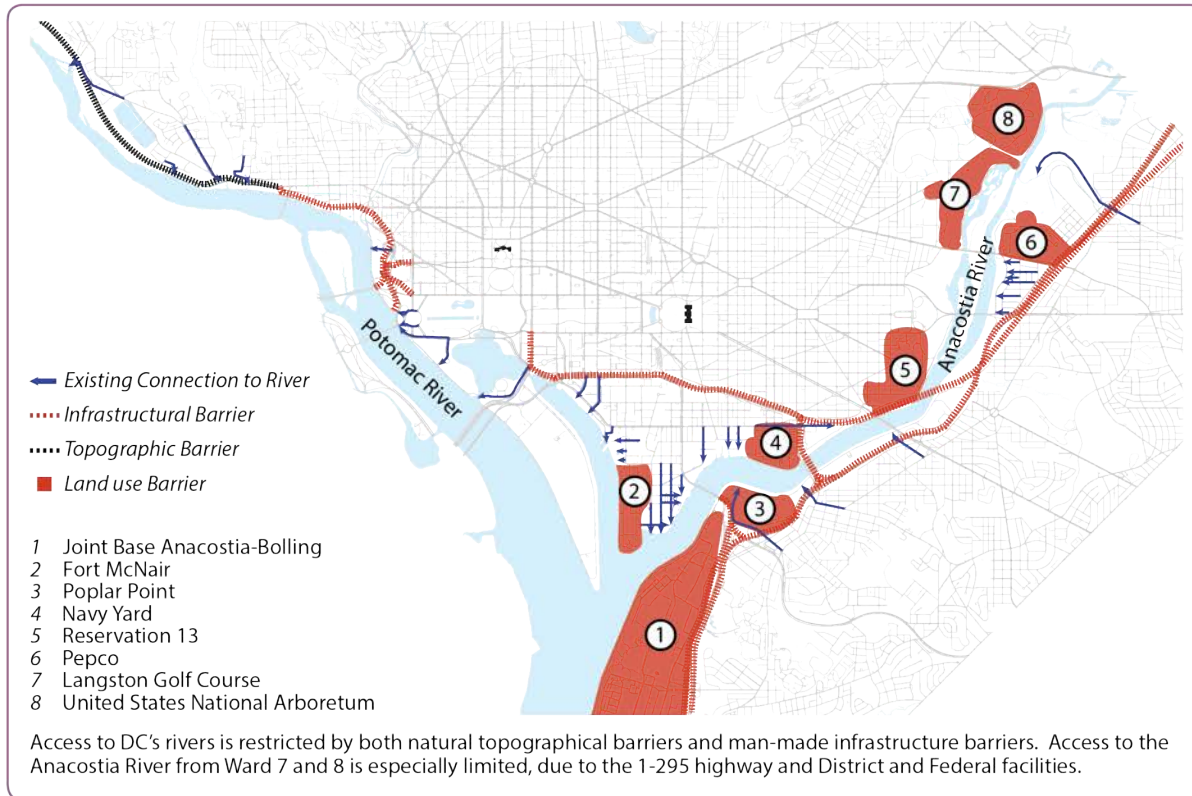 8
7
6
Anacostia River
Potomac River
5
Existing Connection to River
Infrastructural Barrier
4
Topographic Barrier
Land use Barrier
2
3
1 Joint Base Anacostia-Bolling
2 Fort McNair
3 Poplar Point
4 Navy Yard
5 Reservation 13
6 Pepco
7 Langston Golf Course
8 United States National Arboretum
1
Access to DC's rivers is restricted by both natural topographical barriers and man-made infrastructure barriers. Access to the
Anacostia River from Ward 7 and 8 is especially limited, due to the 1-295 highway and District and Federal facilities.